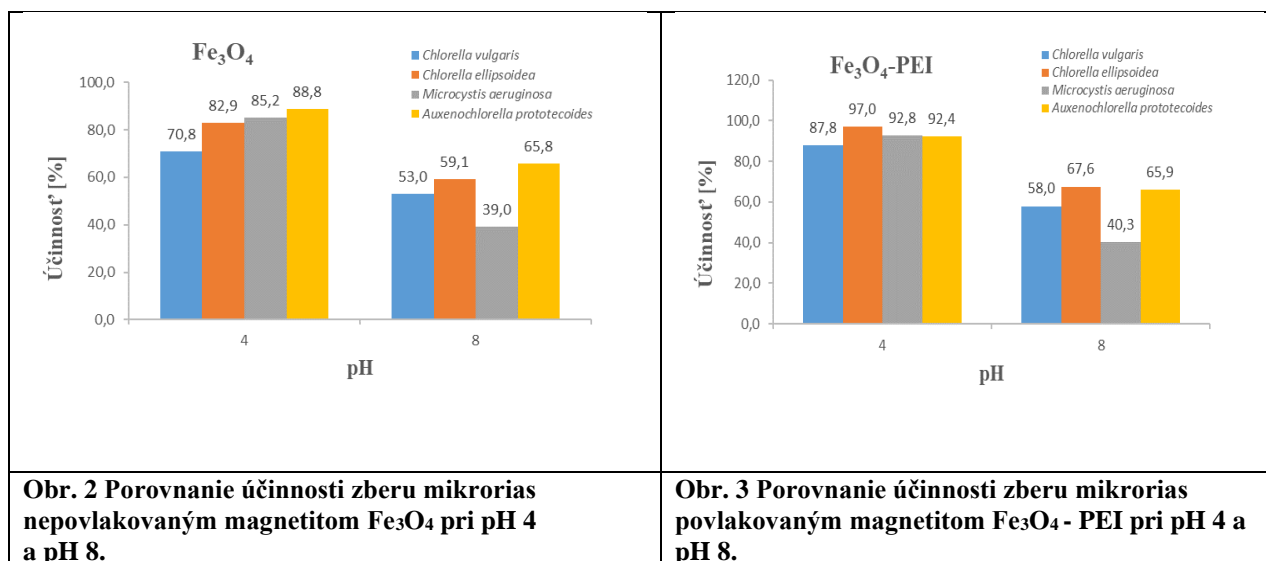 Fe₃O₄
Chlorella vulgaris
Chlorella ellipsoidea
Microcystis aeruginosa
Auxenochlorella prototecoides
100,0
80,0
60,0
40,0
20,0
0,0
Účinnosť [%]
70,8
82,9
85,2
88,8
53,0
59,1
39,0
65,8
4
8
pH
Obr. 2 Porovnanie účinnosti zberu mikrorias
nepovlakovaným magnetitom Fe₃O₄ pri pH 4
a pH 8.
Fe₃O₄-PEI
Chlorella vulgaris
Chlorella ellipsoidea
Microcystis aeruginosa
Auxenochlorella prototecoides
120,0
100,0
80,0
60,0
40,0
20,0
0,0
Účinnosť [%]
87,8
97,0
92,8
92,4
58,0
67,6
40,3
65,9
4
8
pH
Obr. 3 Porovnanie účinnosti zberu mikrorias
povlakovaným magnetitom Fe₃O₄ - PEI pri pH 4 a
pH 8.